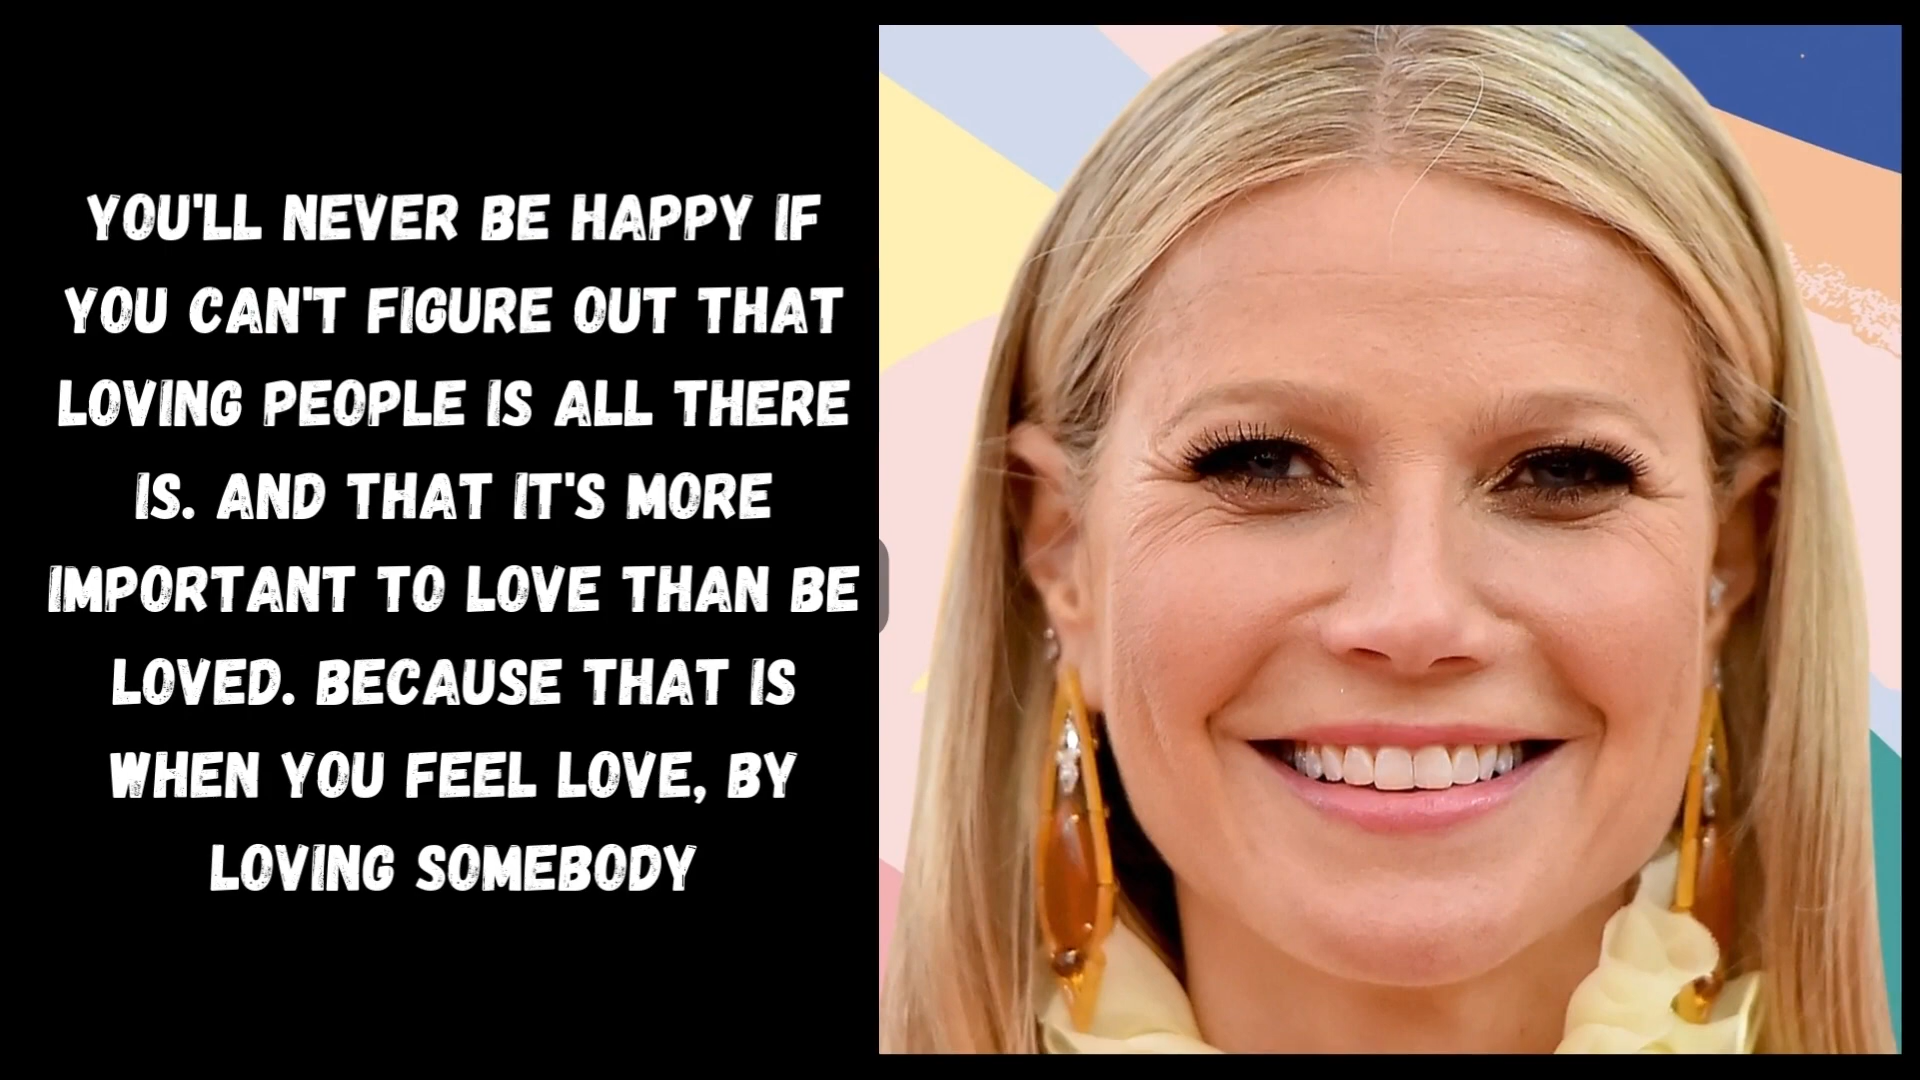 YOU'LL NEVER BE HAPPY IF
YOU CAN'T FIGURE OUT THAT
LOVING PEOPLE IS ALL THERE
IS. AND THAT IT'S MORE
IMPORTANT TO LOVE THAN BE
LOVED. BECAUSE THAT IS
WHEN YOU FEEL LOVE, BY
LOVING SOMEBODY